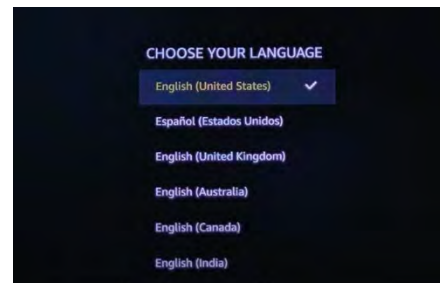 CHOOSE YOUR LANGUAGE
English (United States)
Español (Estados Unidos)
English (United Kingdom)
English (Australia)
English (Canada)
English (India)